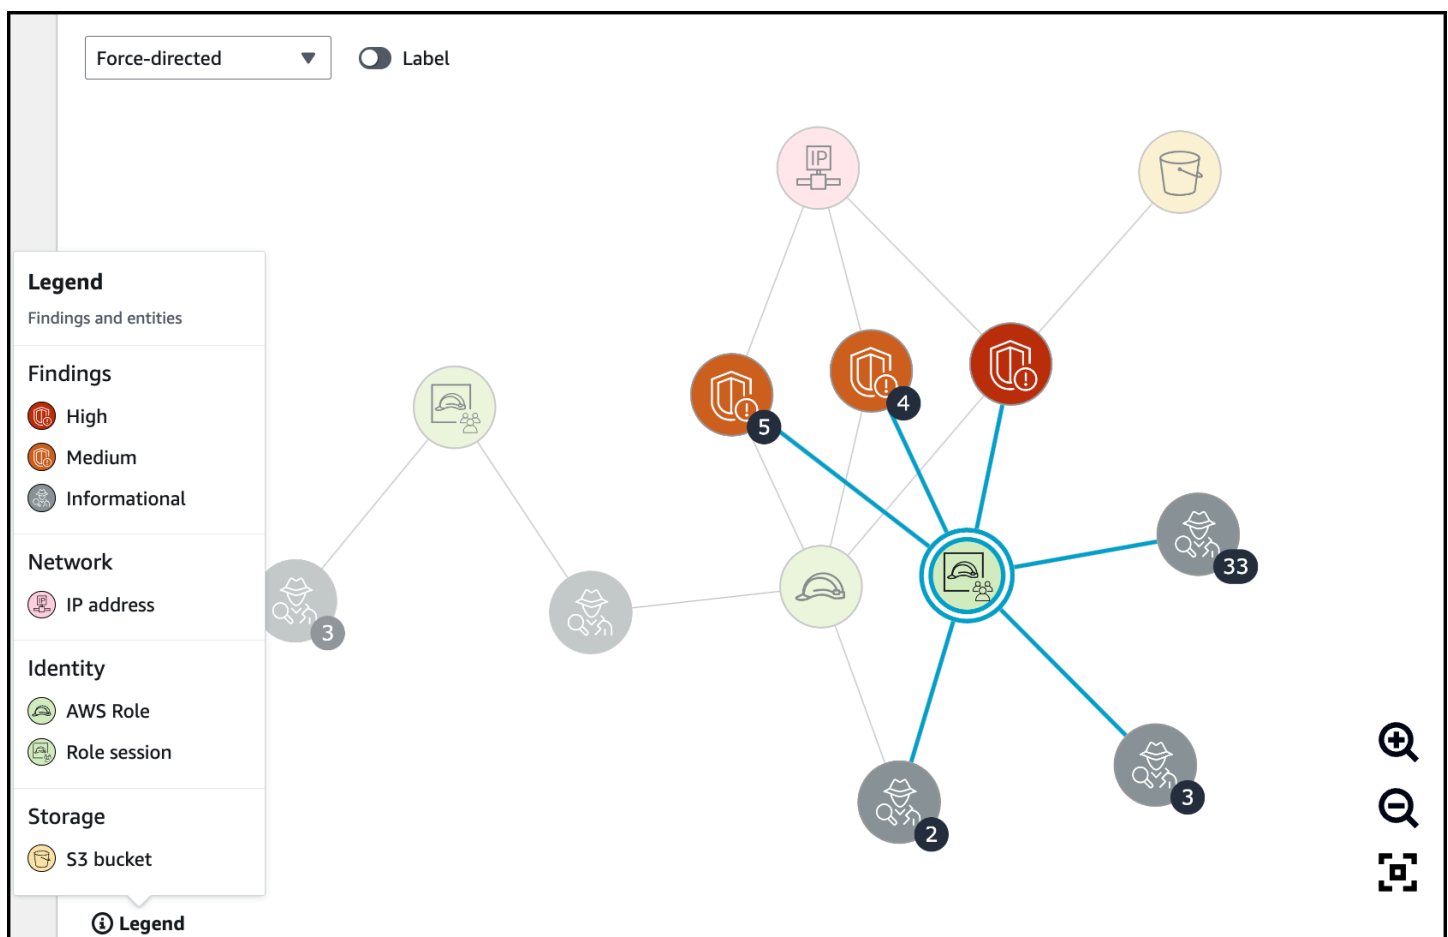 Force-directed
Label
IP
Legend
Findings and entities
Findings
High
Medium
Informational
Network
IP address
Identity
AWS Role
Role session
Storage
S3 bucket
Legend
5
4
33
3
3
2